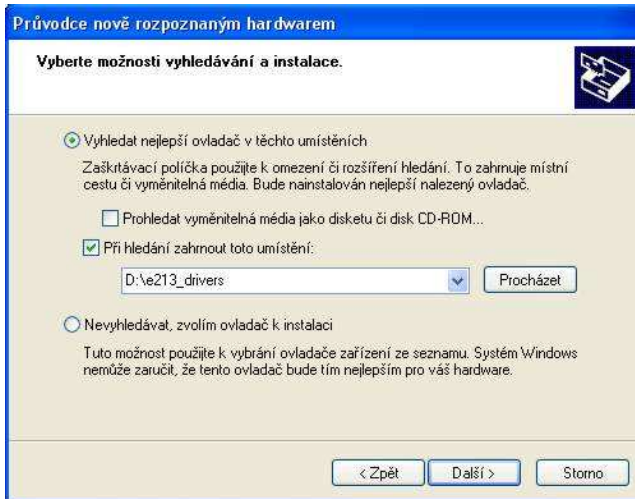 Průvodce nově rozpoznaným hardwarem
Vyberte možnosti vyhledávání a instalace.
Vyhledat nejlepší ovladač v těchto umístěních
Zaškrtávací políčka použijte k omezení či rozšíření hledání. To zahrnuje místní
cestu či vyměnitelná média. Bude nainstalován nejlepší nalezený ovladač.
Prohledat vyměnitelná média jako disketu či disk CD-ROM...
Při hledání zahrnout toto umístění:
D:\e213_drivers
Procházet
Nevyhledávat, zvolím ovladač k instalaci
Tuto možnost použijte k vybrání ovladače zařízení ze seznamu. Systém Windows
nemůže zaručit, že tento ovladač bude tím nejlepším pro váš hardware.
< Zpět Další > Storno